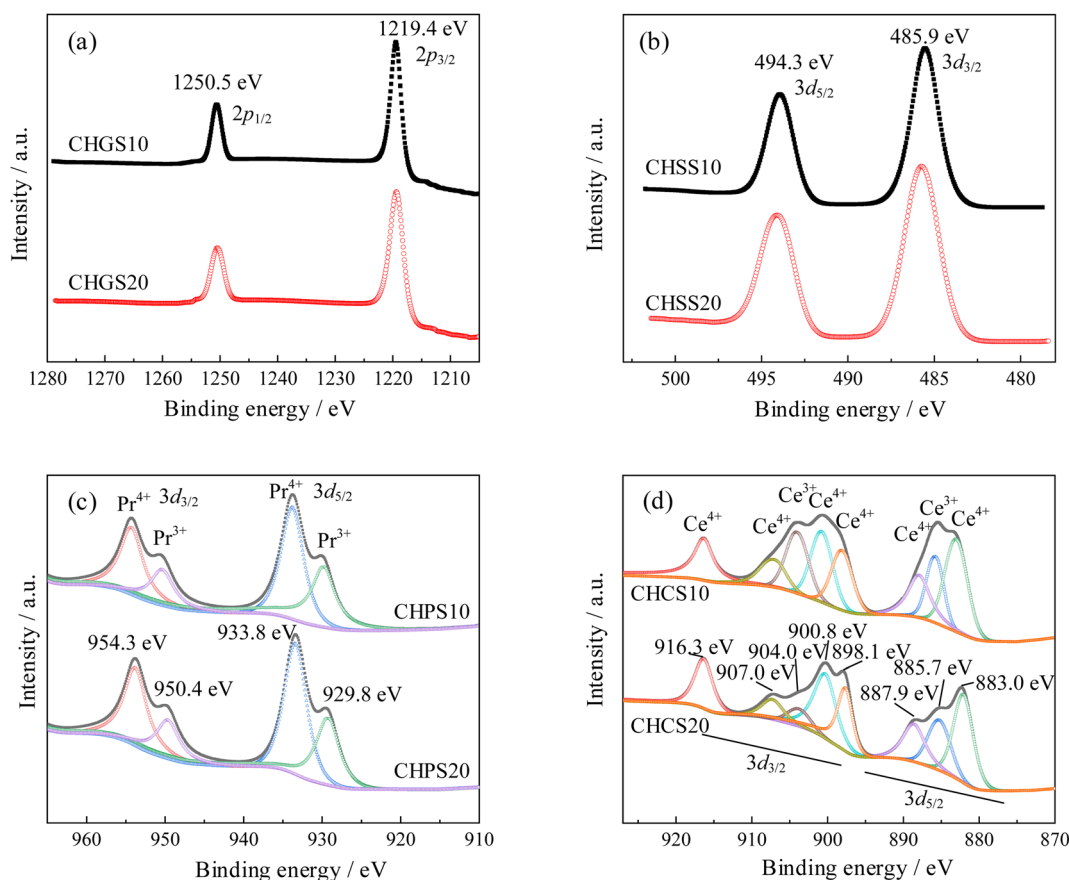 (a)
1219.4 eV
2p3/2
1250.5 eV
2p1/2
CHGS10
CHGS20
Intensity / a.u.
1280 1270 1260 1250 1240 1230 1220 1210
Binding energy / eV
(b)
485.9 eV
494.3 eV
3d3/2
3d5/2
CHSS10
CHSS20
Intensity / a.u.
500 495 490 485 480
Binding energy / eV
(c)
Pr4+ 3d3/2 Pr4+ 3d5/2
Pr3+ Pr3+
CHPS10
954.3 eV 933.8 eV
950.4 eV 929.8 eV
CHPS20
Intensity / a.u.
960 950 940 930 920 910
Binding energy / eV
(d)
Ce3+ Ce3+
Ce4+ Ce4+ Ce4+ Ce4+ Ce4+ Ce4+
CHCS10
900.8 eV
916.3 eV 904.0 eV 898.1 eV 885.7 eV
907.0 eV 887.9 eV 883.0 eV
CHCS20
3d3/2
3d5/2
Intensity / a.u.
920 910 900 890 880 870
Binding energy / eV